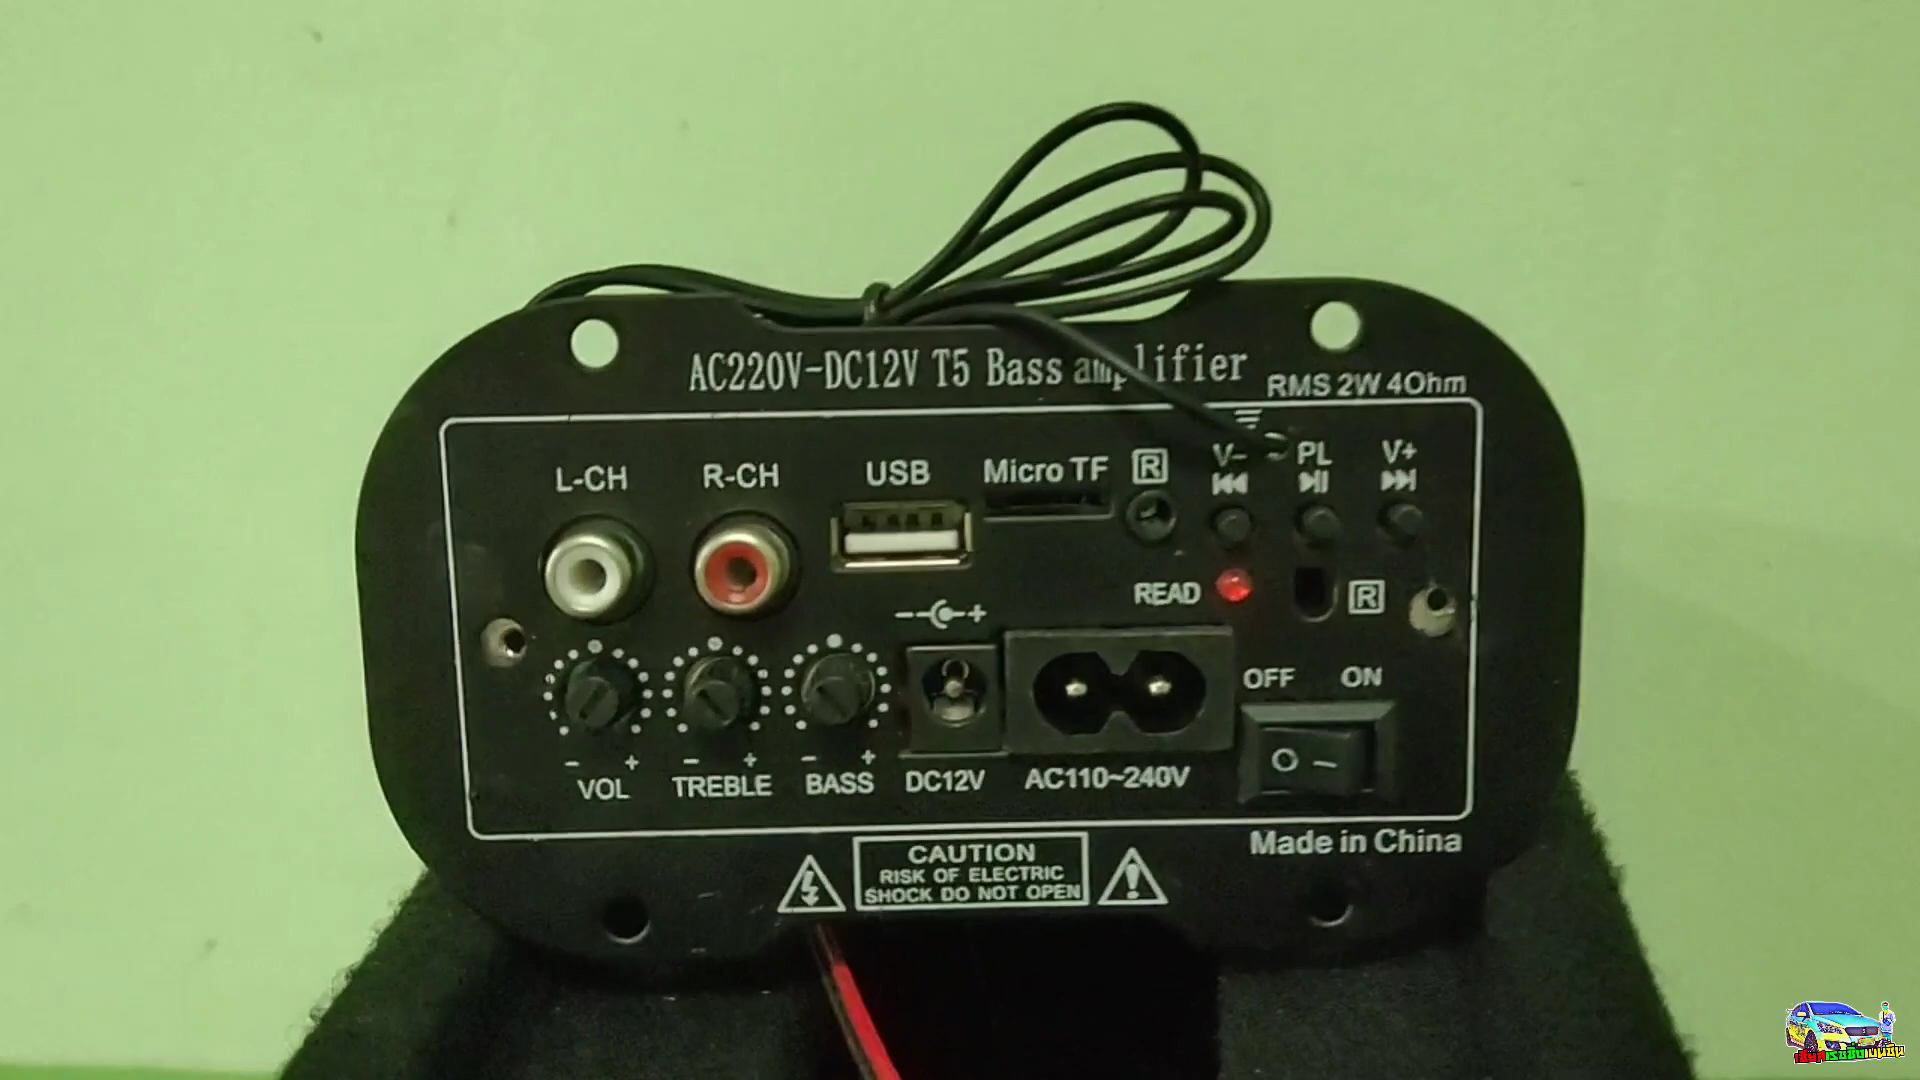 AC220V-DC12V T5 Bass amplifier
RMS 2W 4Ohm
L-CH
R-CH
USB
Micro TF
R
V-
PL
V+
READ
R
OFF
ON
- +
- +
- +
- +
VOL
TREBLE
BASS
DC12V
AC110~240V
Made in China
CAUTION
RISK OF ELECTRIC
SHOCK DO NOT OPEN